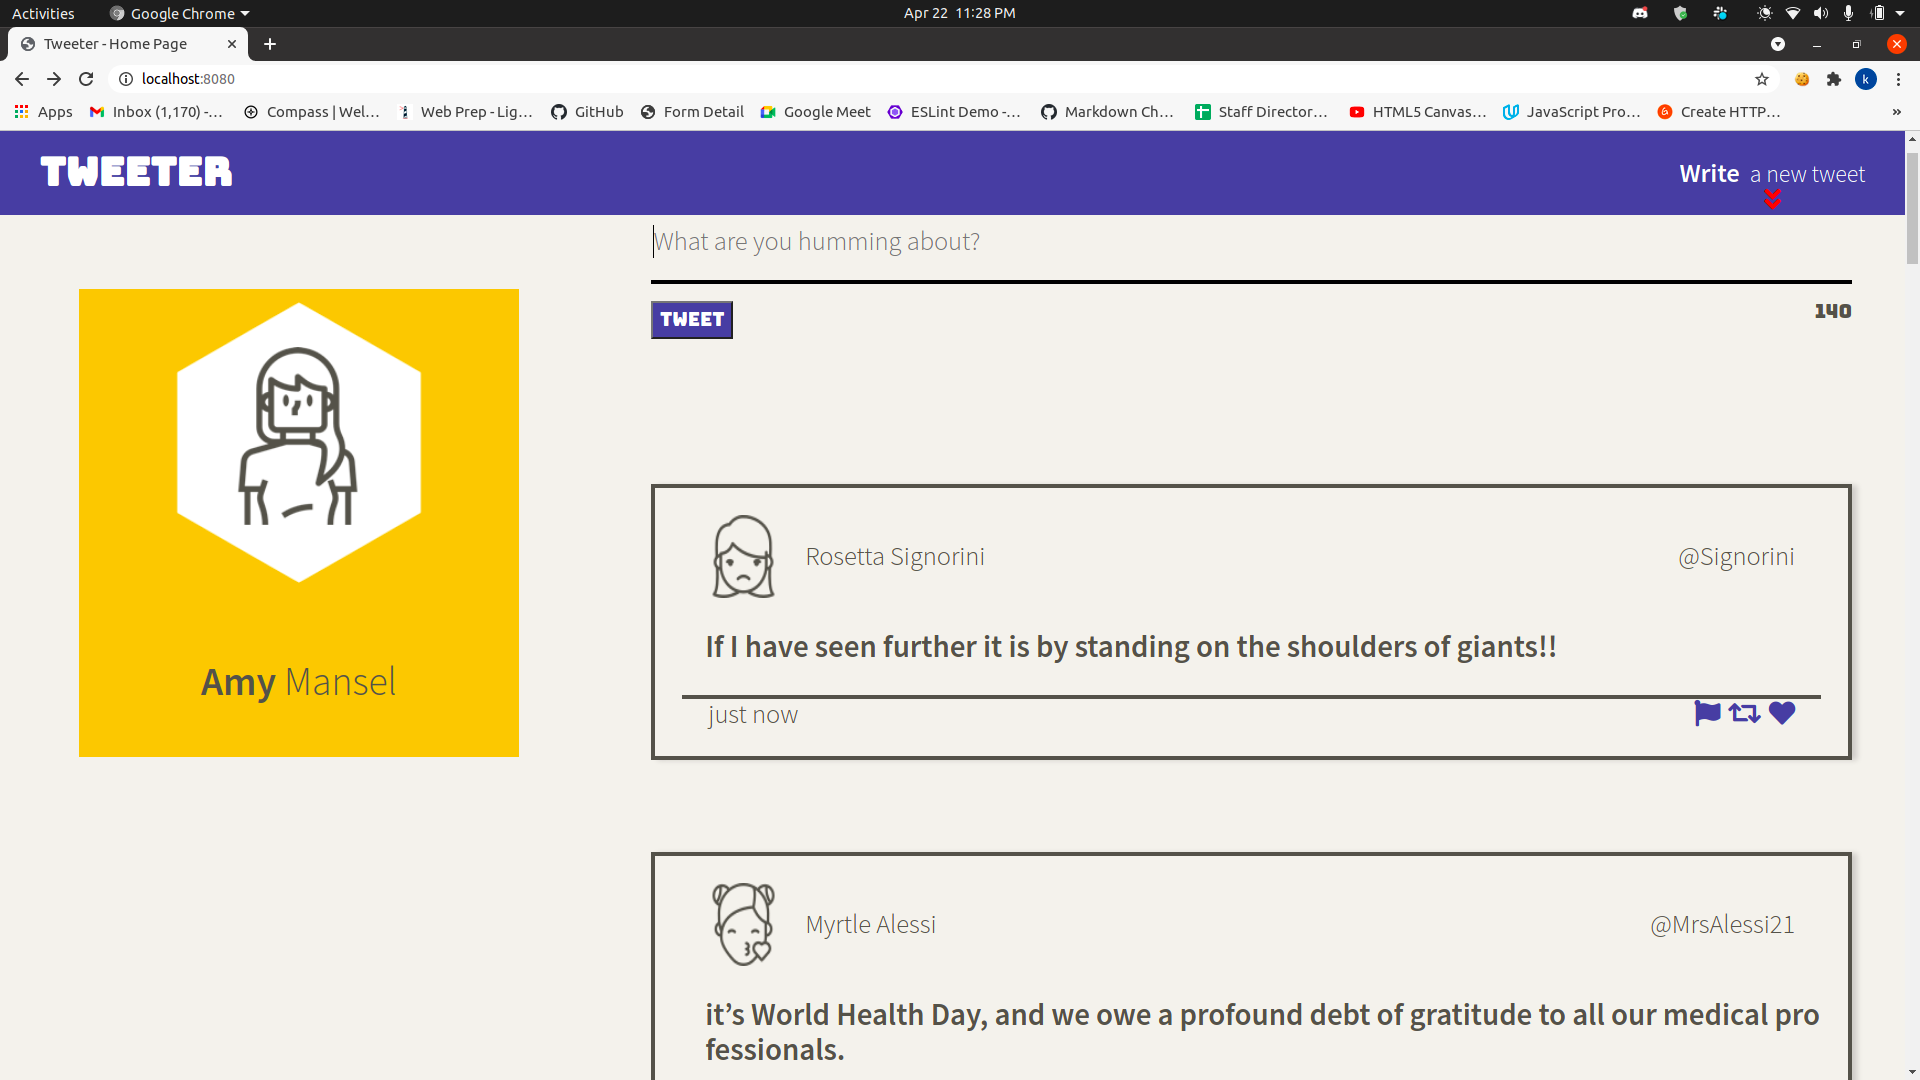 Activities Google Chrome Apr 22 11:28 PM
Tweeter - Home Page
localhost:8080 k
Apps Inbox (1,170) -... Compass | Wel... Web Prep - Lig... GitHub Form Detail Google Meet ESLint Demo -... Markdown Ch... Staff Director... HTML5 Canvas... JavaScript Pro... Create HTTP... »
TWEETER Write a new tweet
What are you humming about?
TWEET 140
Rosetta Signorini @Signorini
If I have seen further it is by standing on the shoulders of giants!!
Amy Mansel
just now
Myrtle Alessi @MrsAlessi21
it’s World Health Day, and we owe a profound debt of gratitude to all our medical pro
fessionals.